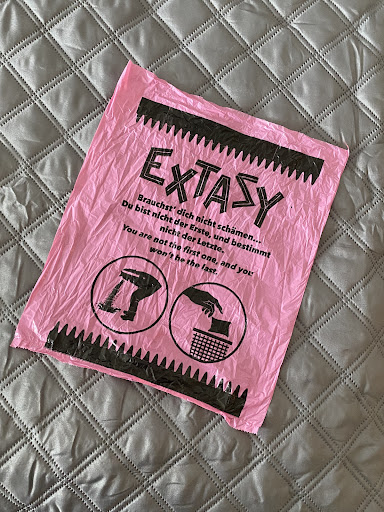 EXTASY
Brauchst' dich nicht schämen...
Du bist nicht der Erste, und bestimmt
nicht der Letzte.
You are not the first one, and you
won't be the last.